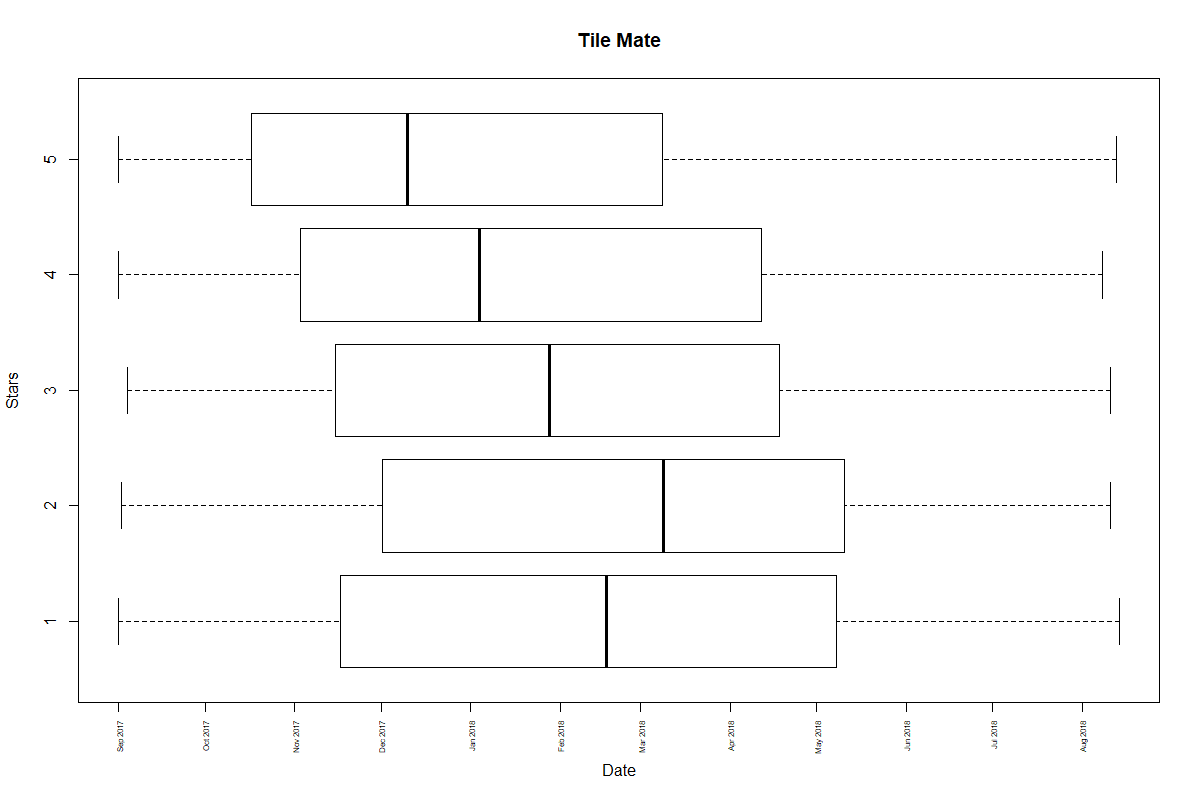 Tile Mate
5
4
3
2
1
Stars
Sep 2017
Oct 2017
Nov 2017
Dec 2017
Jan 2018
Feb 2018
Mar 2018
Apr 2018
May 2018
Jun 2018
Jul 2018
Aug 2018
Date